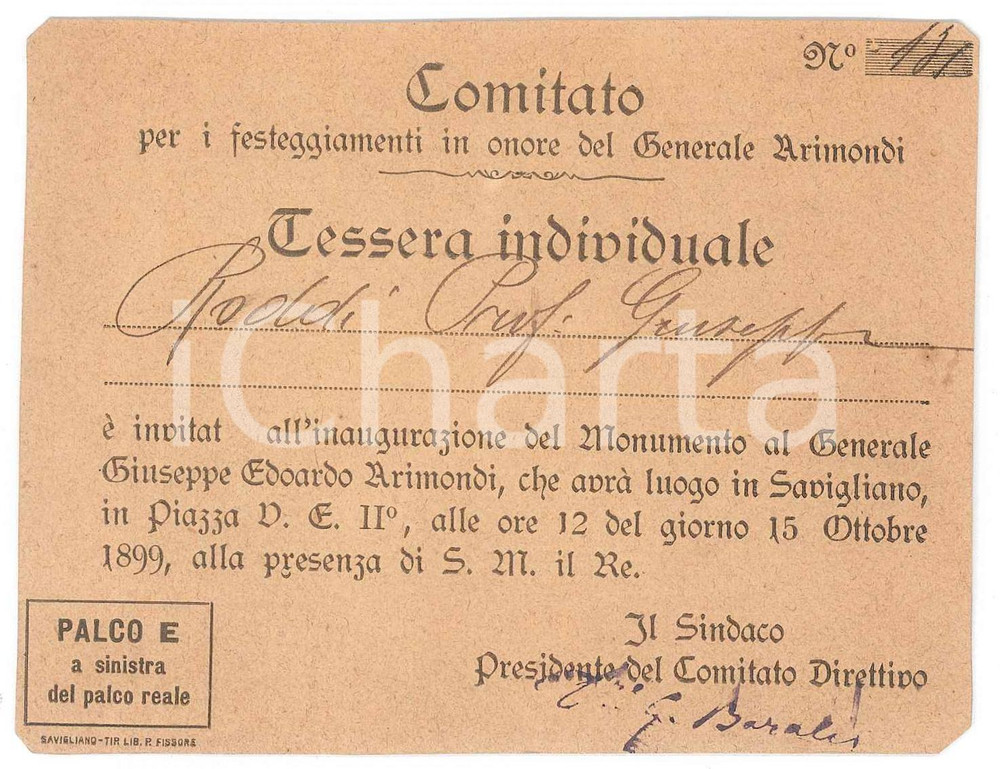 Nº 131
Comitato
per i festeggiamenti in onore del Generale Arimondi
Tessera individuale
Roddi Prof. Giuseppe
iCharta
è invitat all'inaugurazione del Monumento al Generale
Giuseppe Edoardo Arimondi, che avrà luogo in Savigliano,
in Piazza V. E. IIº, alle ore 12 del giorno 15 Ottobre
1899, alla presenza di S. M. il Re.
PALCO E
a sinistra
del palco reale
Il Sindaco
Presidente del Comitato Direttivo
G. Baralis
SAVIGLIANO-TIP. LIB. P. FISSORE